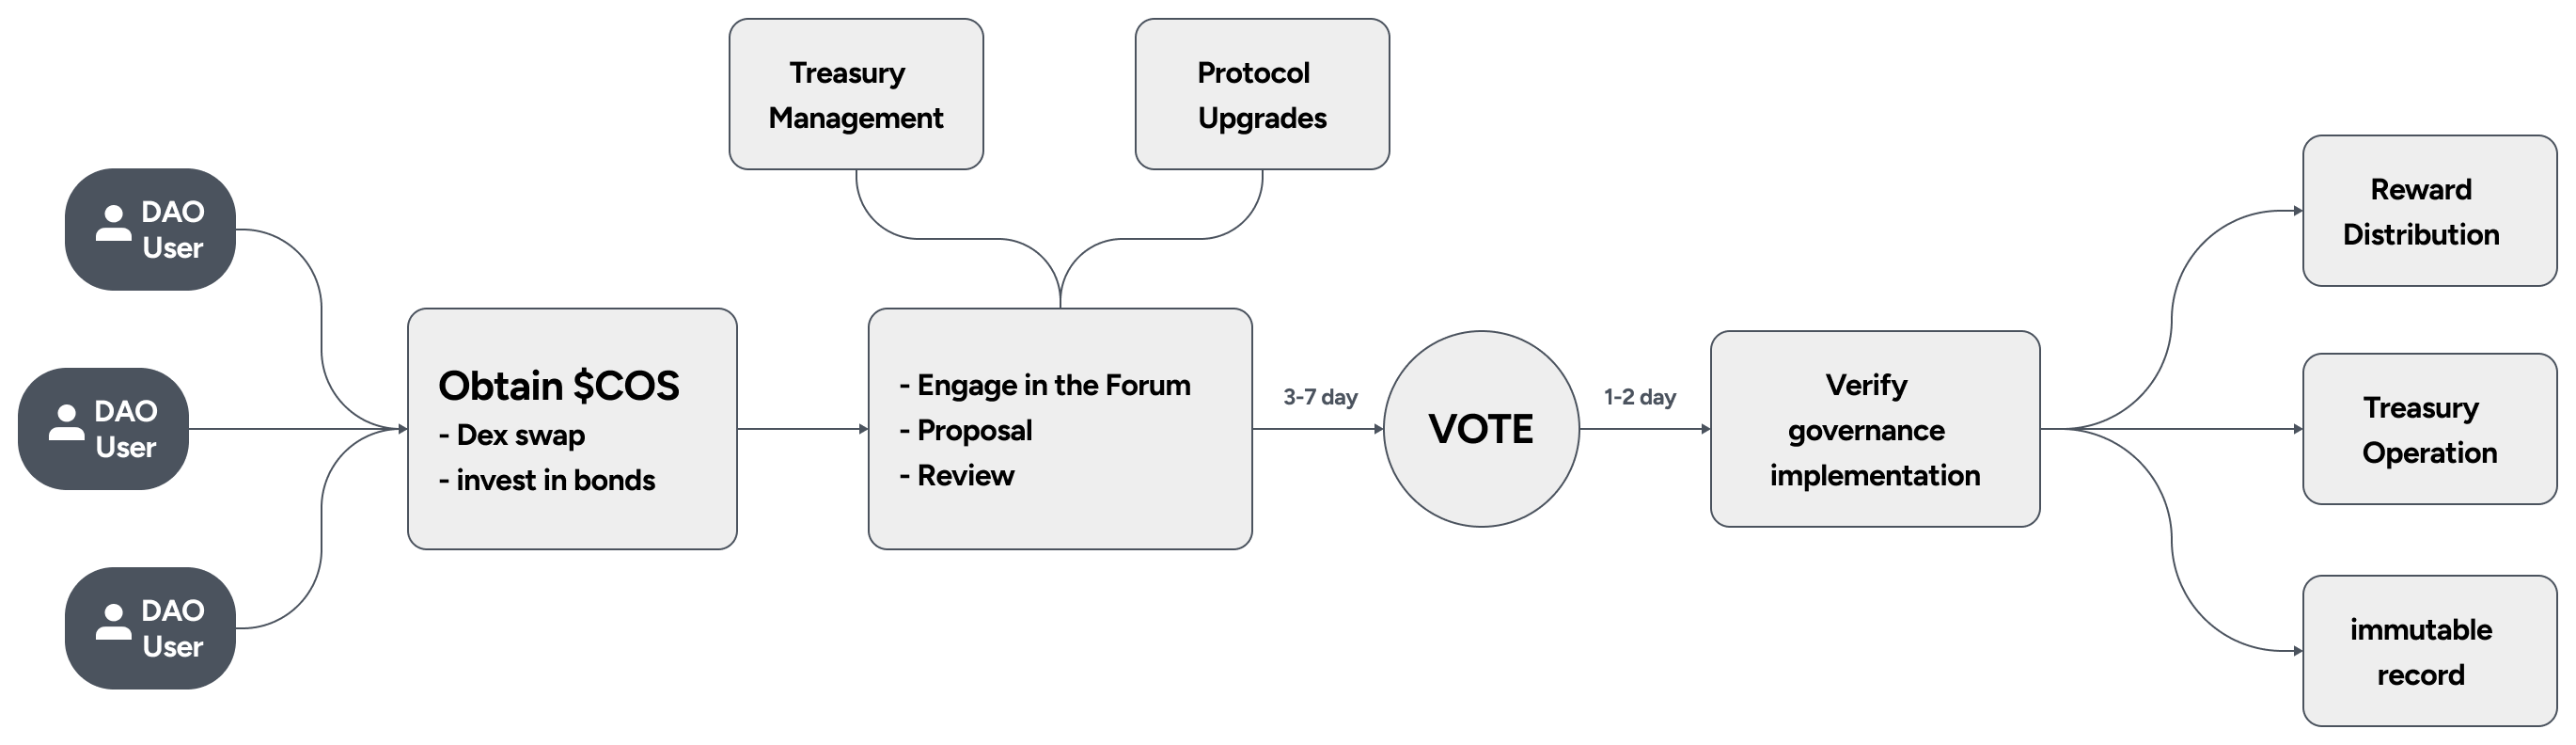 DAO
User
DAO
User
DAO
User
Obtain $COS
- Dex swap
- invest in bonds
Treasury
Management
Protocol
Upgrades
- Engage in the Forum
- Proposal
- Review
3-7 day
VOTE
1-2 day
Verify
governance
implementation
Reward
Distribution
Treasury
Operation
immutable
record